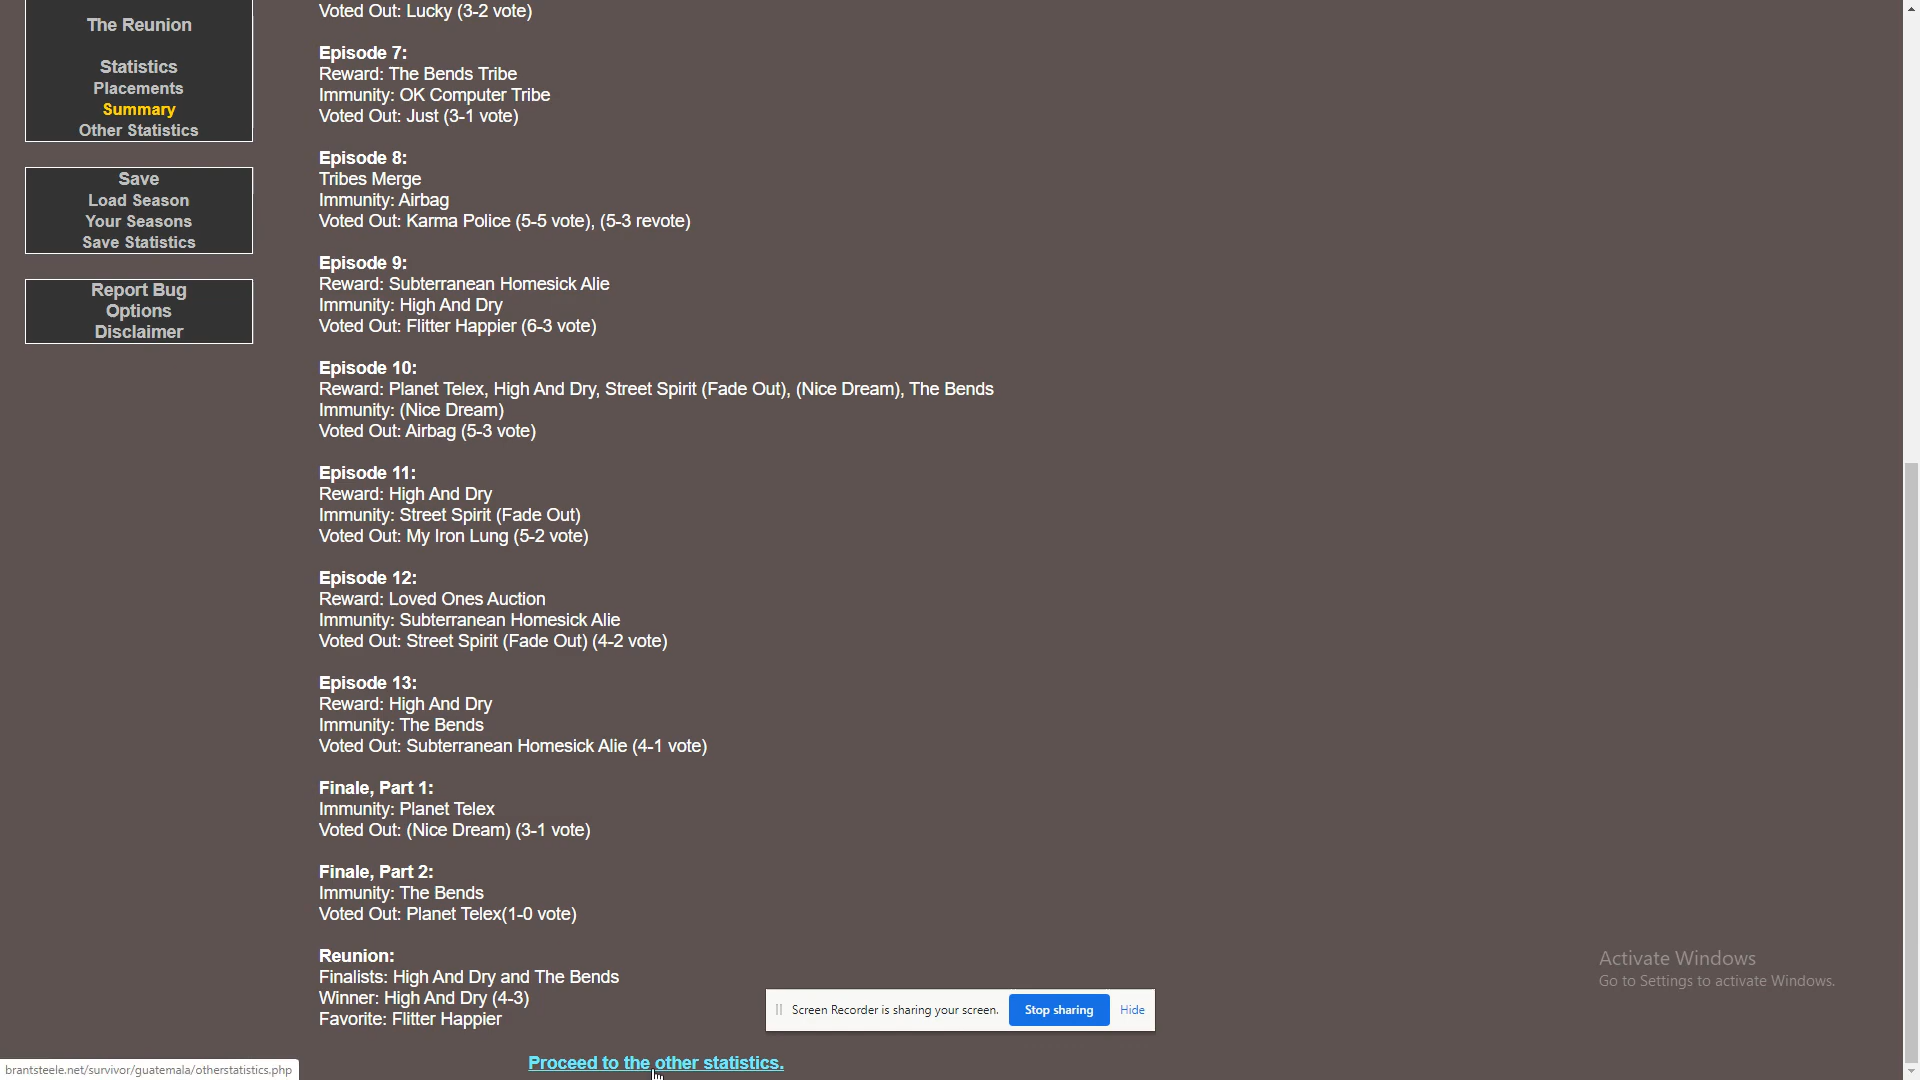 The Reunion
Statistics
Placements
Summary
Other Statistics
Save
Load Season
Your Seasons
Save Statistics
Report Bug
Options
Disclaimer
Voted Out: Lucky (3-2 vote)
Episode 7:
Reward: The Bends Tribe
Immunity: OK Computer Tribe
Voted Out: Just (3-1 vote)
Episode 8:
Tribes Merge
Immunity: Airbag
Voted Out: Karma Police (5-5 vote), (5-3 revote)
Episode 9:
Reward: Subterranean Homesick Alie
Immunity: High And Dry
Voted Out: Flitter Happier (6-3 vote)
Episode 10:
Reward: Planet Telex, High And Dry, Street Spirit (Fade Out), (Nice Dream), The Bends
Immunity: (Nice Dream)
Voted Out: Airbag (5-3 vote)
Episode 11:
Reward: High And Dry
Immunity: Street Spirit (Fade Out)
Voted Out: My Iron Lung (5-2 vote)
Episode 12:
Reward: Loved Ones Auction
Immunity: Subterranean Homesick Alie
Voted Out: Street Spirit (Fade Out) (4-2 vote)
Episode 13:
Reward: High And Dry
Immunity: The Bends
Voted Out: Subterranean Homesick Alie (4-1 vote)
Finale, Part 1:
Immunity: Planet Telex
Voted Out: (Nice Dream) (3-1 vote)
Finale, Part 2:
Immunity: The Bends
Voted Out: Planet Telex(1-0 vote)
Reunion:
Finalists: High And Dry and The Bends
Winner: High And Dry (4-3)
Favorite: Flitter Happier
Proceed to the other statistics.
Screen Recorder is sharing your screen.
Stop sharing
Hide
Activate Windows
Go to Settings to activate Windows.
brantsteele.net/survivor/guatemala/otherstatistics.php